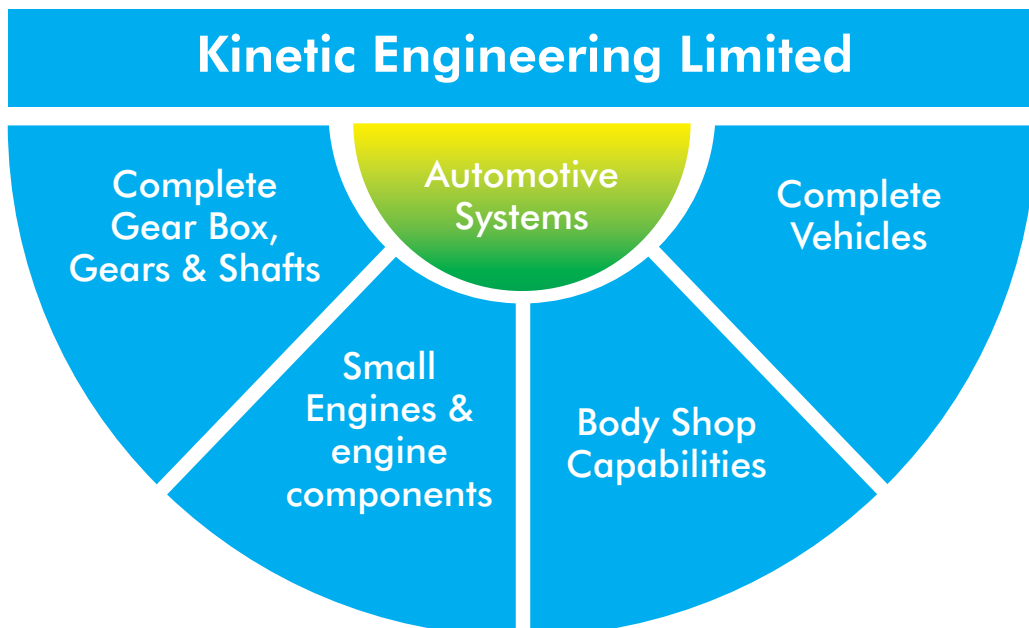 Kinetic Engineering Limited
Automotive
Systems
Complete
Gear Box,
Gears & Shafts
Small
Engines &
engine
components
Body Shop
Capabilities
Complete
Vehicles